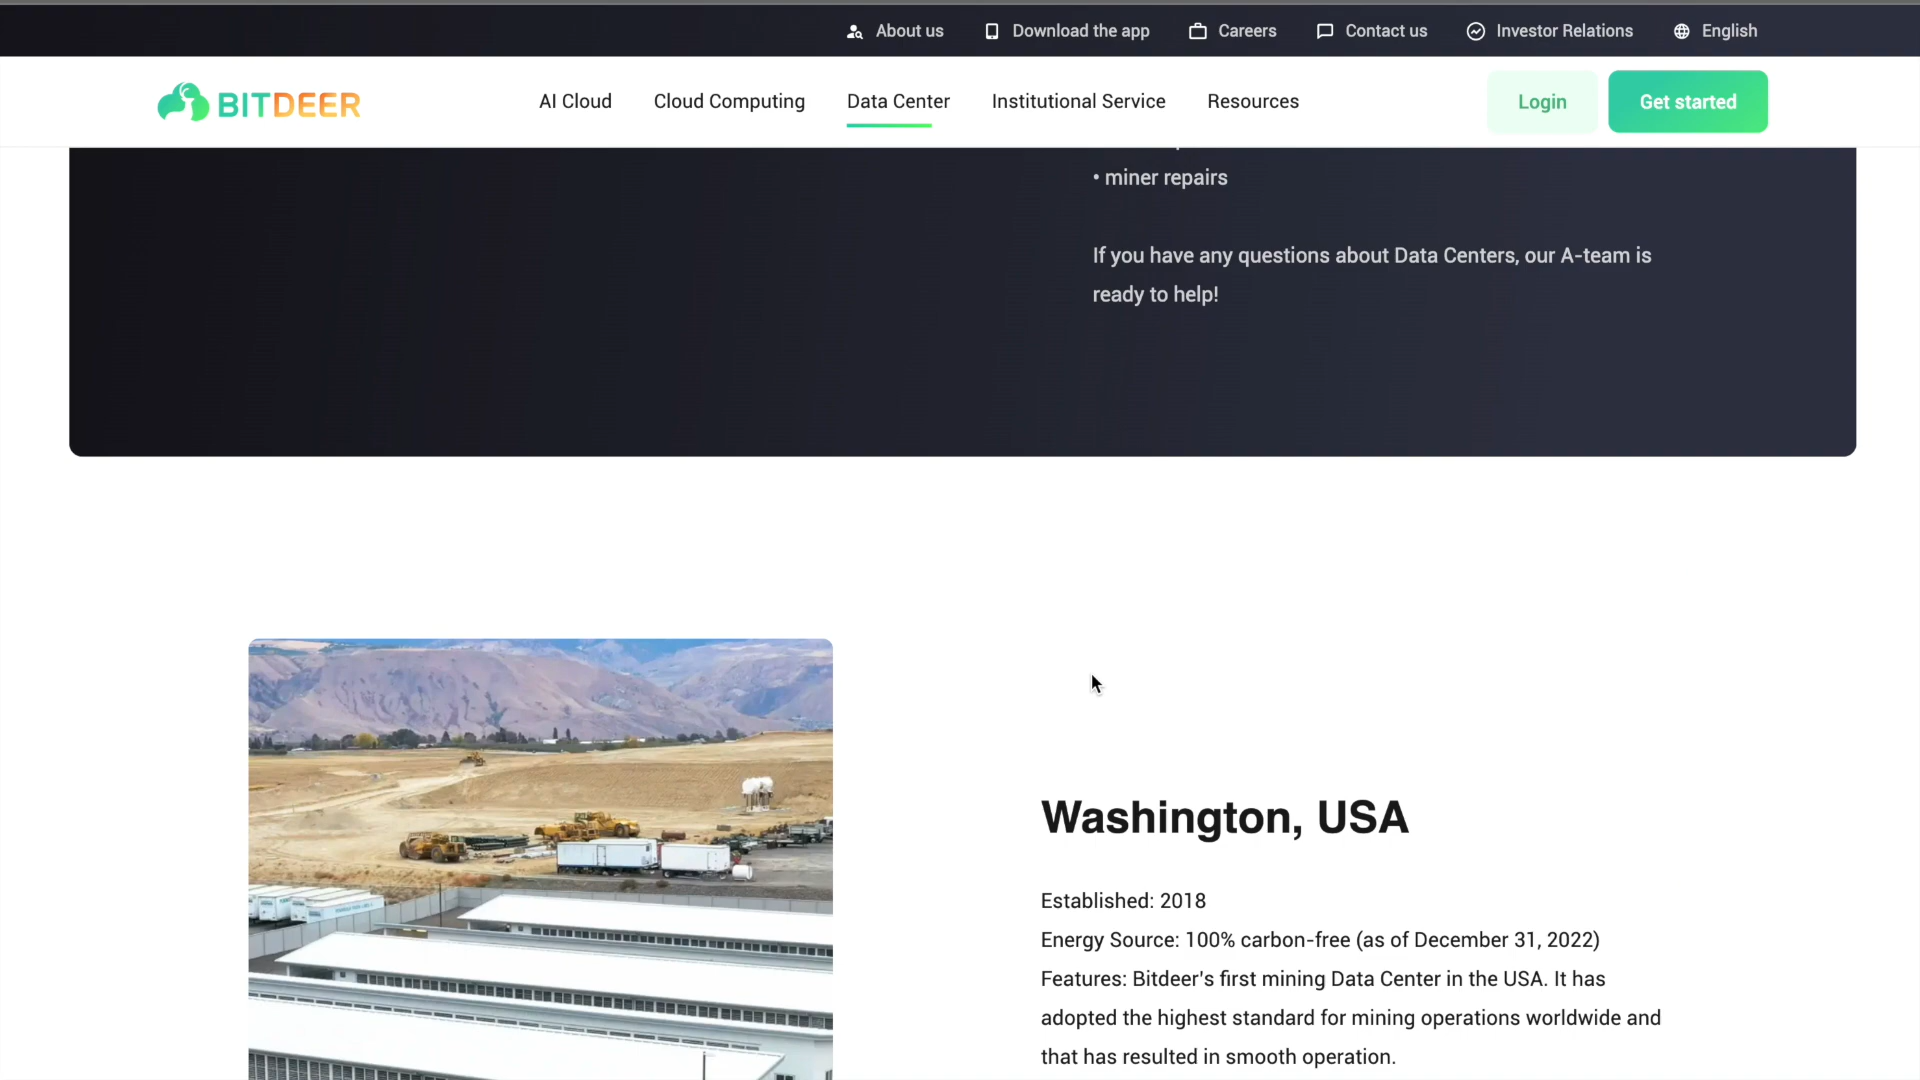 About us
Download the app
Careers
Contact us
Investor Relations
English
BITDEER
AI Cloud
Cloud Computing
Data Center
Institutional Service
Resources
Login
Get started
• miner repairs
If you have any questions about Data Centers, our A-team is
ready to help!
Washington, USA
Established: 2018
Energy Source: 100% carbon-free (as of December 31, 2022)
Features: Bitdeer's first mining Data Center in the USA. It has
adopted the highest standard for mining operations worldwide and
that has resulted in smooth operation.